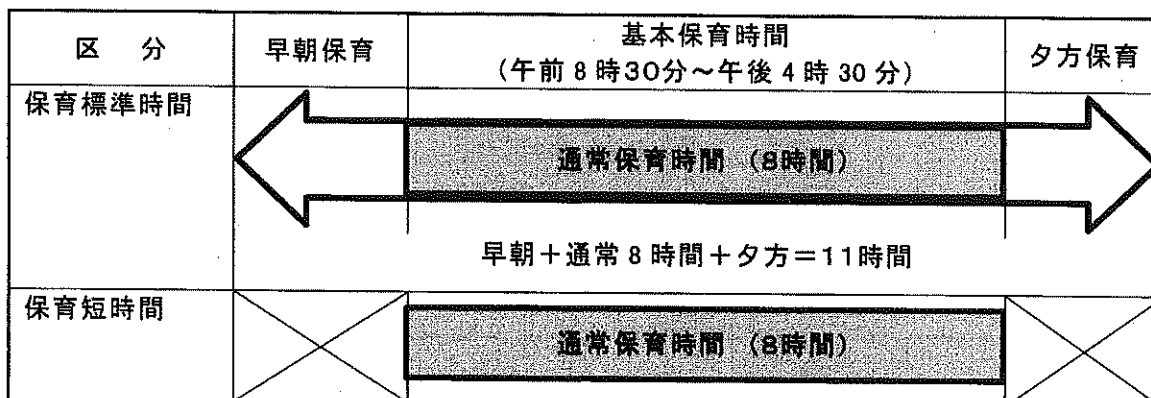 区 分
早朝保育
基本保育時間
(午前8時30分～午後4時30分)
夕方保育
保育標準時間
通常保育時間 (8時間)
早朝＋通常8時間＋夕方＝11時間
保育短時間
通常保育時間 (8時間)